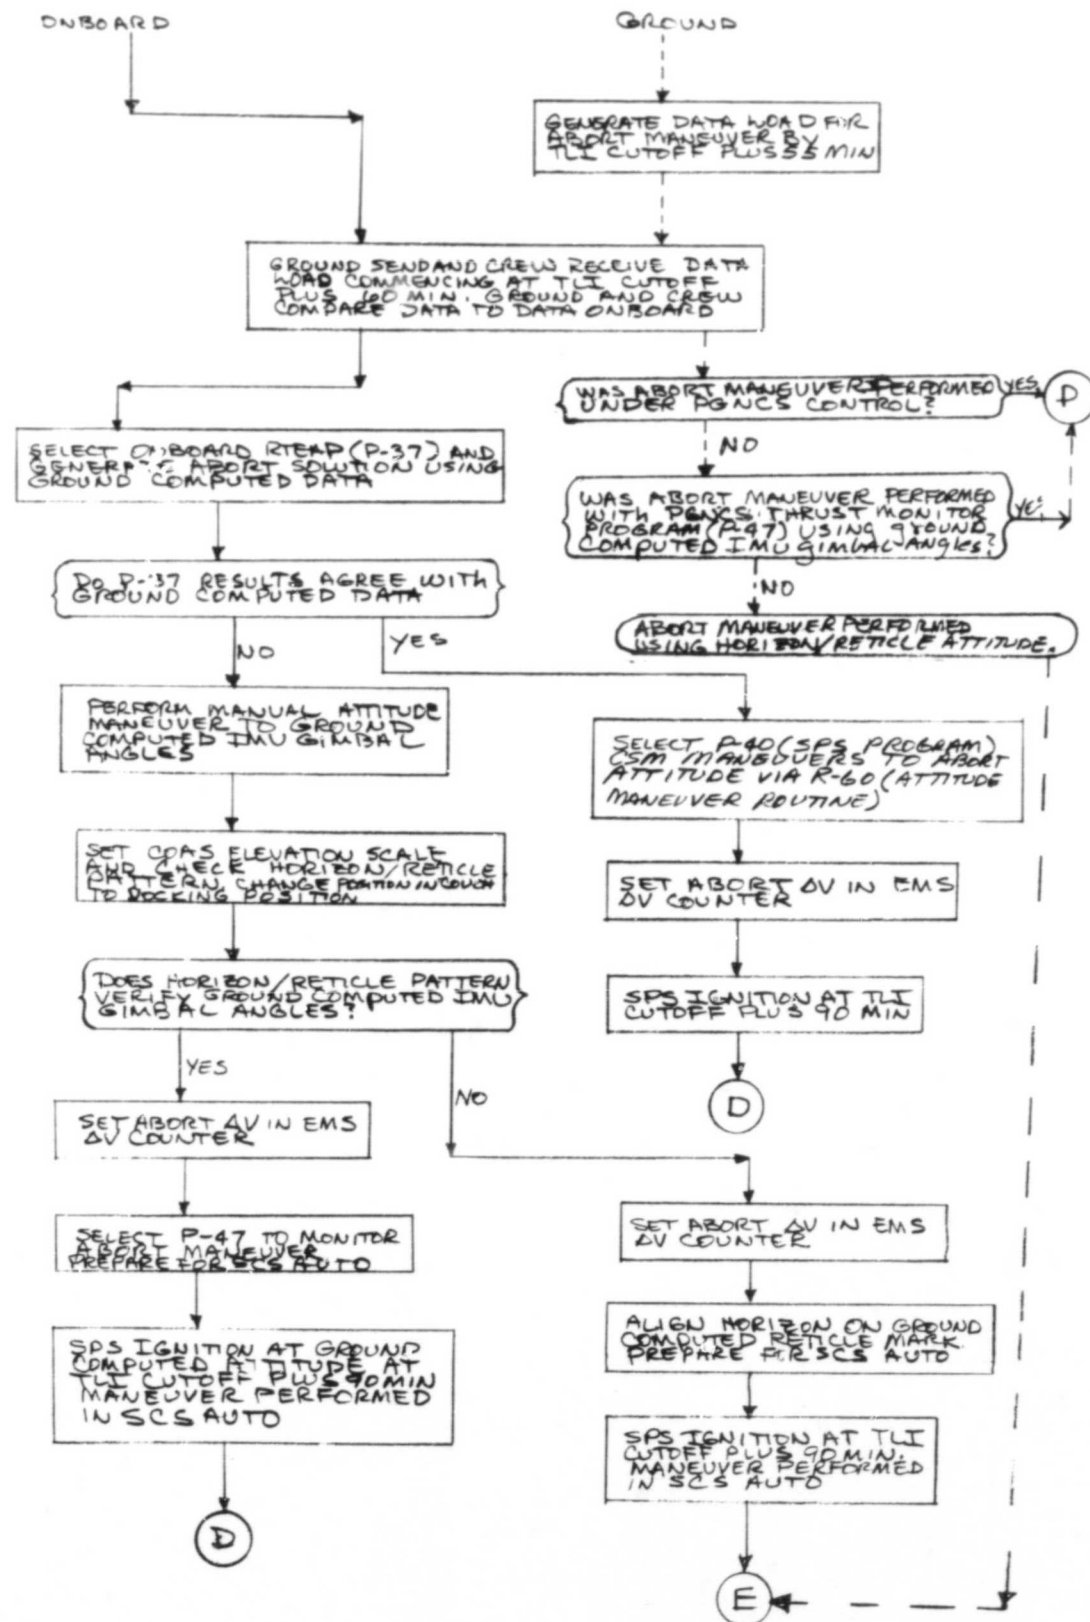 ONBOARD
GROUND
GENERATE DATA LOAD FOR
ABORT MANEUVER BY
TLI CUTOFF PLUS 55 MIN
GROUND SEND AND CREW RECEIVE DATA
LOAD COMMENCING AT TLI CUTOFF
PLUS 60 MIN. GROUND AND CREW
COMPARE DATA TO DATA ONBOARD
WAS ABORT MANEUVER PERFORMED
UNDER PGNCS CONTROL?
YES
D
NO
SELECT ONBOARD RTEAP (P-37) AND
GENERATE ABORT SOLUTION USING
GROUND COMPUTED DATA
WAS ABORT MANEUVER PERFORMED
WITH PGNCS THRUST MONITOR
PROGRAM (P-47) USING GROUND
COMPUTED IMU GIMBAL ANGLES?
YES
NO
DO P-37 RESULTS AGREE WITH
GROUND COMPUTED DATA
ABORT MANEUVER PERFORMED
USING HORIZON/RETICLE ATTITUDE.
NO
YES
PERFORM MANUAL ATTITUDE
MANEUVER TO GROUND
COMPUTED IMU GIMBAL
ANGLES
SELECT P-40 (SPS PROGRAM)
CSM MANEUVERS TO ABORT
ATTITUDE VIA R-60 (ATTITUDE
MANEUVER ROUTINE)
SET COAS ELEVATION SCALE
AND CHECK HORIZON/RETICLE
PATTERN. CHANGE POSITION IN COUCH
TO DOCKING POSITION
SET ABORT ΔV IN EMS
ΔV COUNTER
DOES HORIZON/RETICLE PATTERN
VERIFY GROUND COMPUTED IMU
GIMBAL ANGLES?
SPS IGNITION AT TLI
CUTOFF PLUS 90 MIN
D
YES
NO
SET ABORT ΔV IN EMS
ΔV COUNTER
SELECT P-47 TO MONITOR
ABORT MANEUVER
PREPARE FOR SCS AUTO
SET ABORT ΔV IN EMS
ΔV COUNTER
SPS IGNITION AT GROUND
COMPUTED ATTITUDE AT
TLI CUTOFF PLUS 90 MIN
MANEUVER PERFORMED
IN SCS AUTO
ALIGN HORIZON ON GROUND
COMPUTED RETICLE MARK
PREPARE FOR SCS AUTO
SPS IGNITION AT TLI
CUTOFF PLUS 90 MIN.
MANEUVER PERFORMED
IN SCS AUTO
D
E